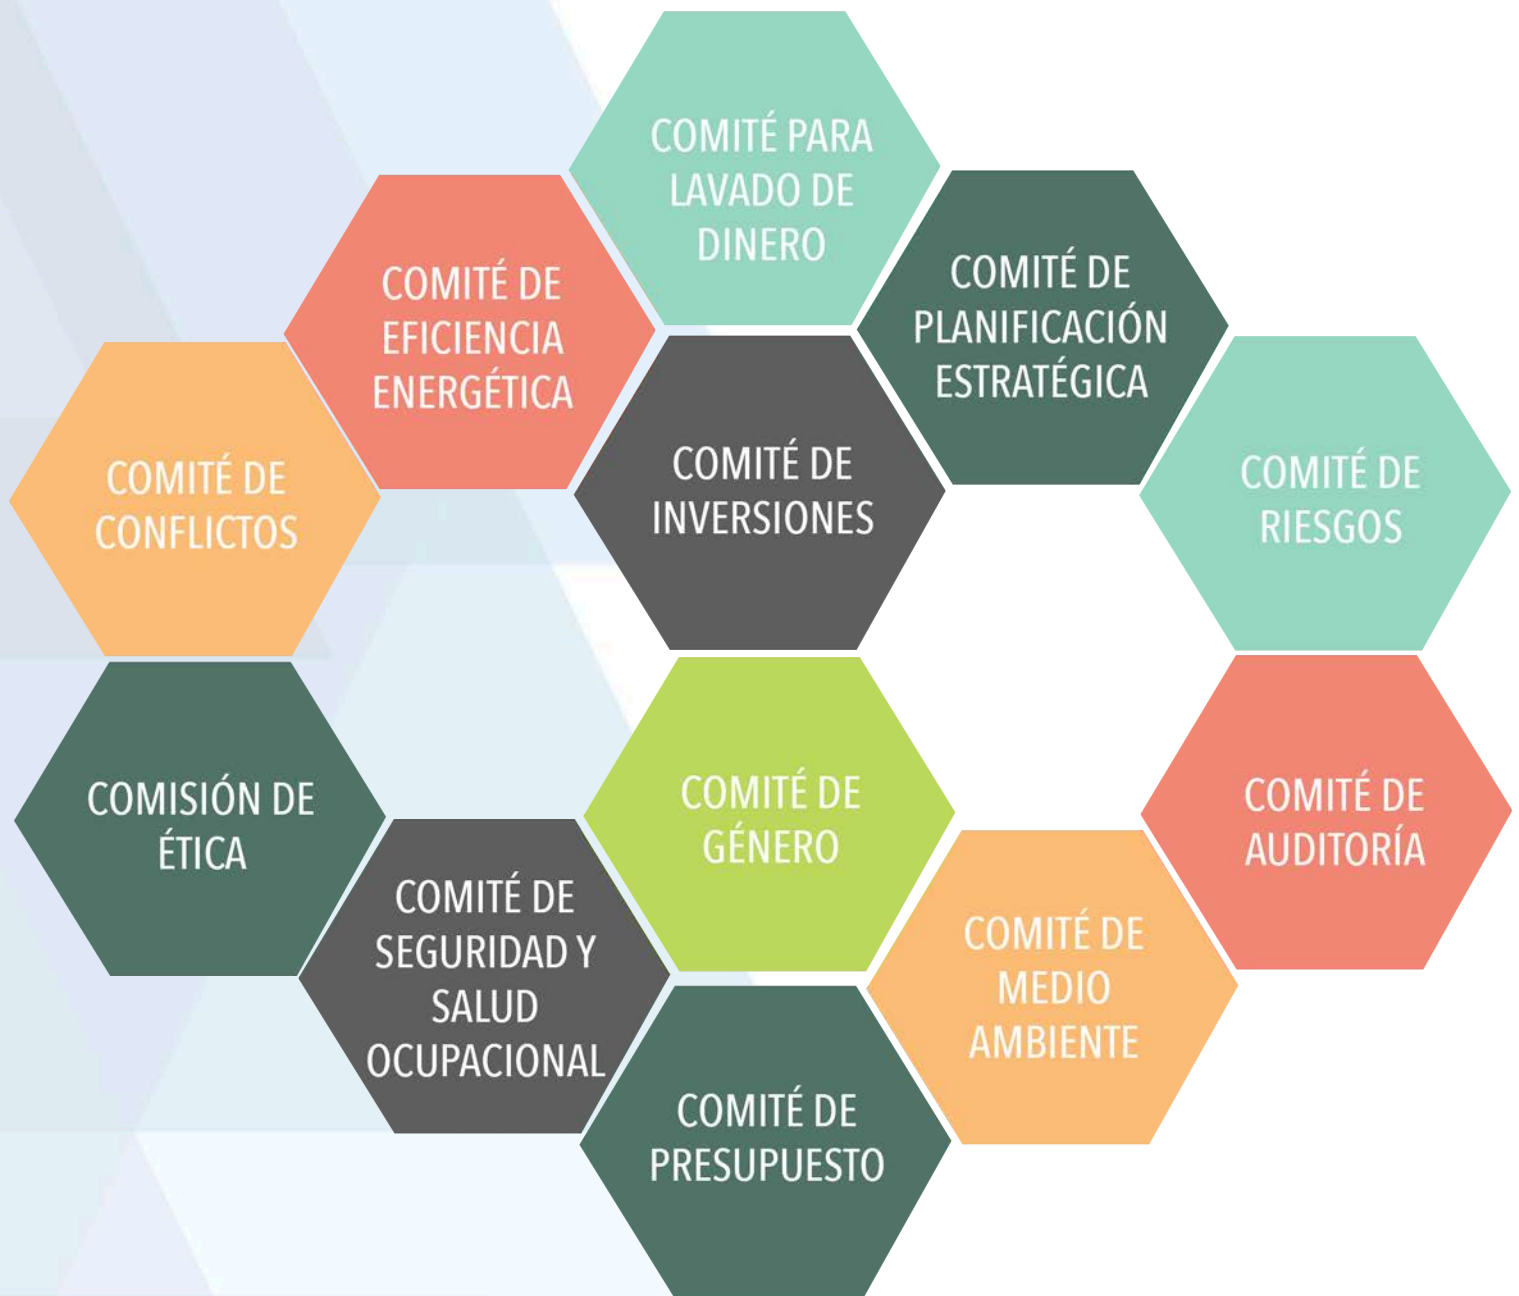 COMITÉ PARA
LAVADO DE
DINERO
COMITÉ DE
EFICIENCIA
ENERGÉTICA
COMITÉ DE
PLANIFICACIÓN
ESTRATÉGICA
COMITÉ DE
CONFLICTOS
COMITÉ DE
INVERSIONES
COMITÉ DE
RIESGOS
COMISIÓN DE
ÉTICA
COMITÉ DE
SEGURIDAD Y
SALUD
OCUPACIONAL
COMITÉ DE
GÉNERO
COMITÉ DE
MEDIO
AMBIENTE
COMITÉ DE
AUDITORÍA
COMITÉ DE
PRESUPUESTO